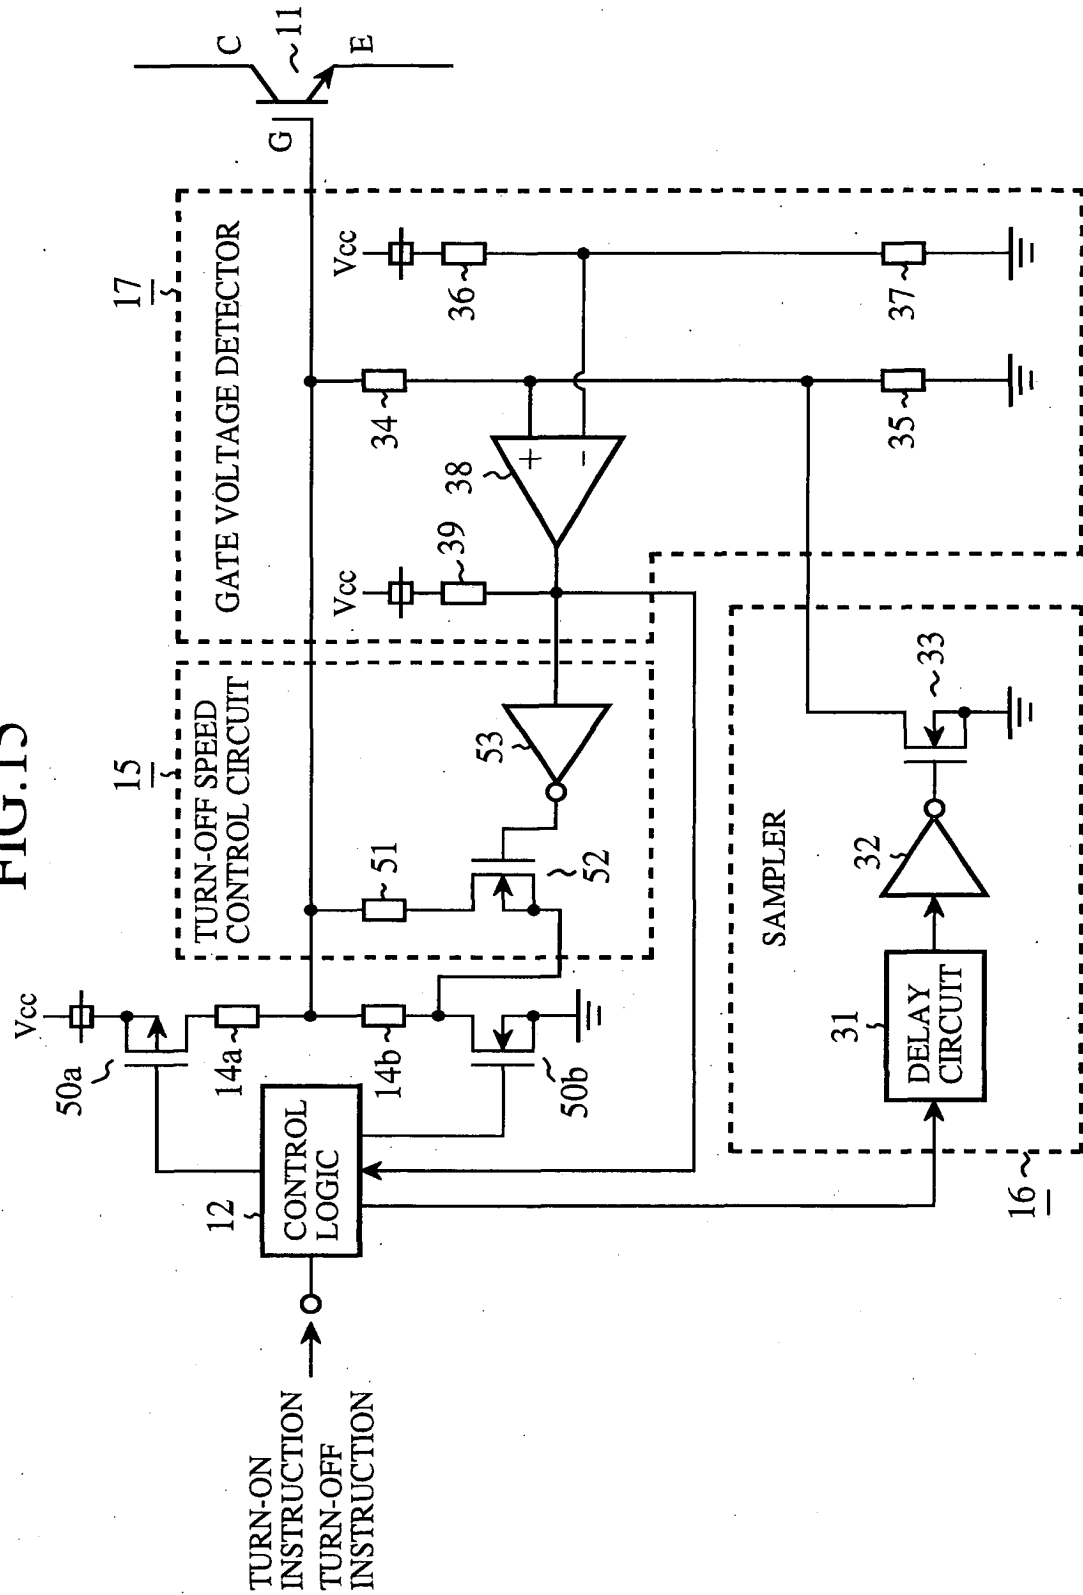 FIG.15
TURN-ON
INSTRUCTION
TURN-OFF
INSTRUCTION
12
CONTROL
LOGIC
Vcc
50a
14a
14b
50b
15
TURN-OFF SPEED
CONTROL CIRCUIT
51
52
53
17
GATE VOLTAGE DETECTOR
Vcc
39
38
+
−
34
35
Vcc
36
37
G
C
E
11
16
SAMPLER
31
DELAY
CIRCUIT
32
33